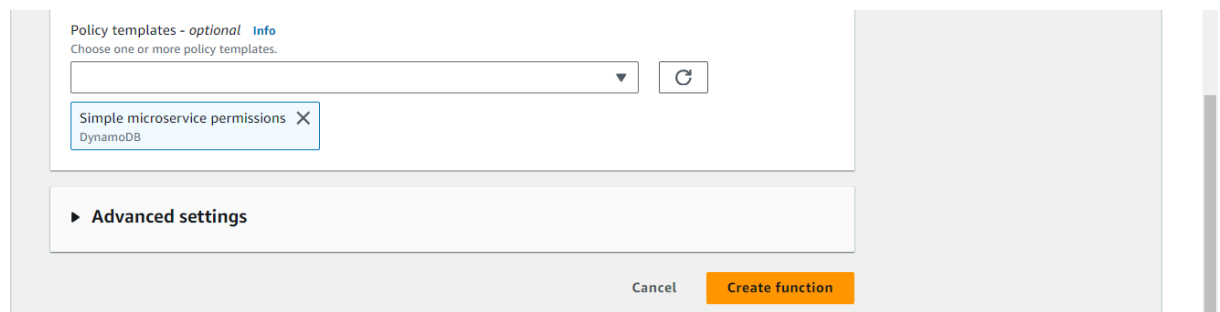 Policy templates - optional Info
Choose one or more policy templates.
Simple microservice permissions
DynamoDB
Advanced settings
Cancel Create function